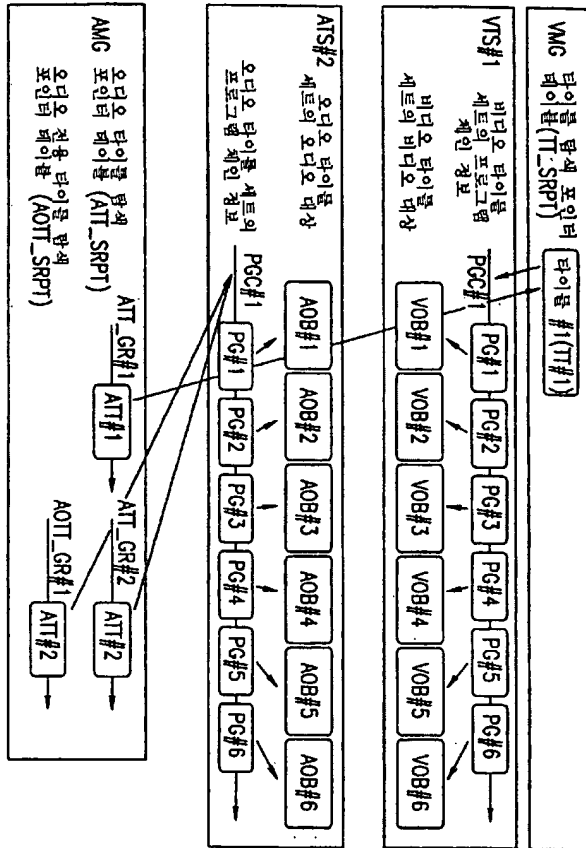 VMG
타이틀 탐색 포인터
테이블(TT_SRPT)
타이틀 #1(TT#1)
VTS#1
비디오 타이틀
세트의 프로그램
체인 정보
PGC#1
PG#1 PG#2 PG#3 PG#4 PG#5 PG#6
비디오 타이틀
세트의 비디오 대상
VOB#1 VOB#2 VOB#3 VOB#4 VOB#5 VOB#6
ATS#2
오디오 타이틀
세트의 오디오 대상
AOB#1 AOB#2 AOB#3 AOB#4 AOB#5 AOB#6
오디오 타이틀 세트의
프로그램 체인 정보
PGC#1
PG#1 PG#2 PG#3 PG#4 PG#5 PG#6
AMG
오디오 타이틀 탐색
포인터 테이블 (ATT_SRPT)
ATT_GR#1 ATT#1 ATT_GR#2 ATT#2
오디오 전용 타이틀 탐색
포인터 테이블 (AOTT_SRPT)
AOTT_GR#1 ATT#2